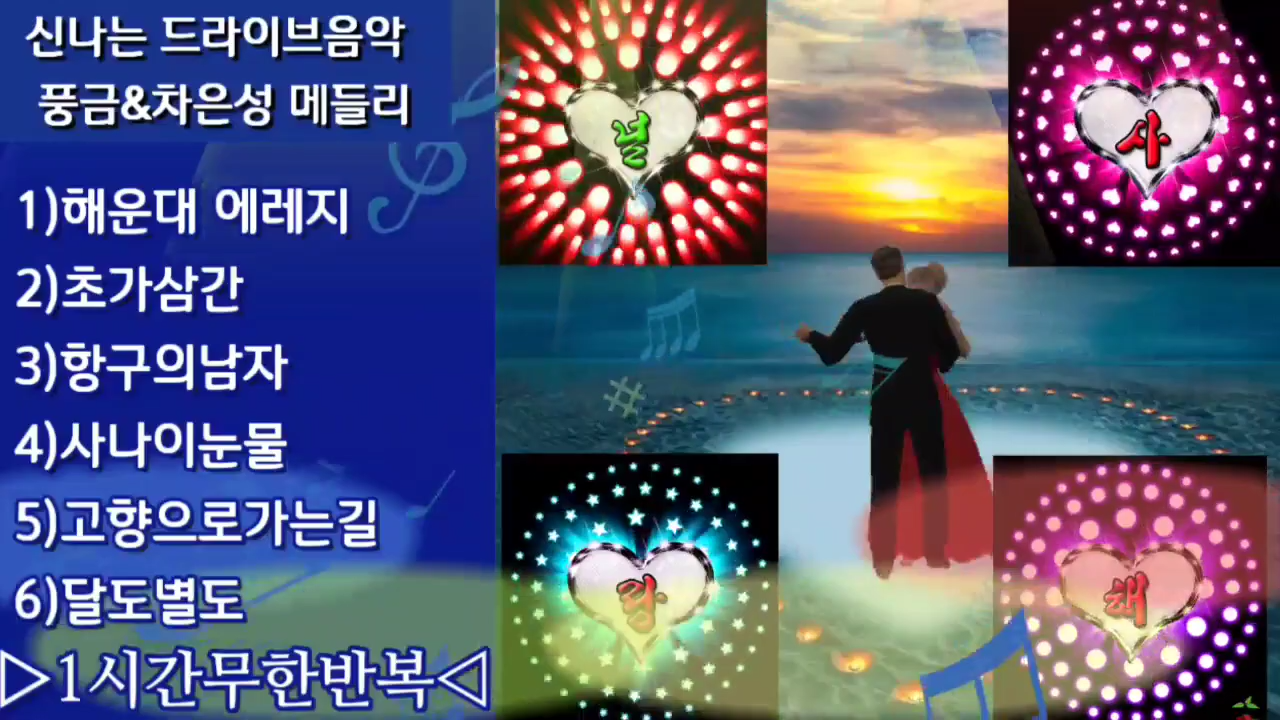 신나는 드라이브음악
풍금&차은성 메들리
1)해운대 에레지
2)초가삼간
3)항구의남자
4)사나이눈물
5)고향으로가는길
6)달도별도
▷1시간무한반복◁
널
사
랑
해